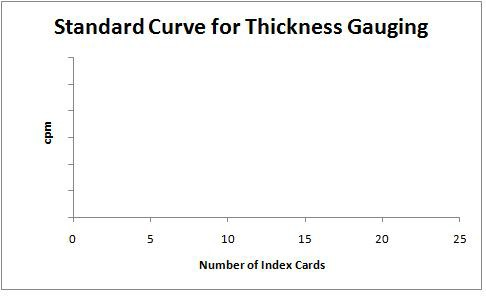 Standard Curve for Thickness Gauging
cpm
0 5 10 15 20 25
Number of Index Cards